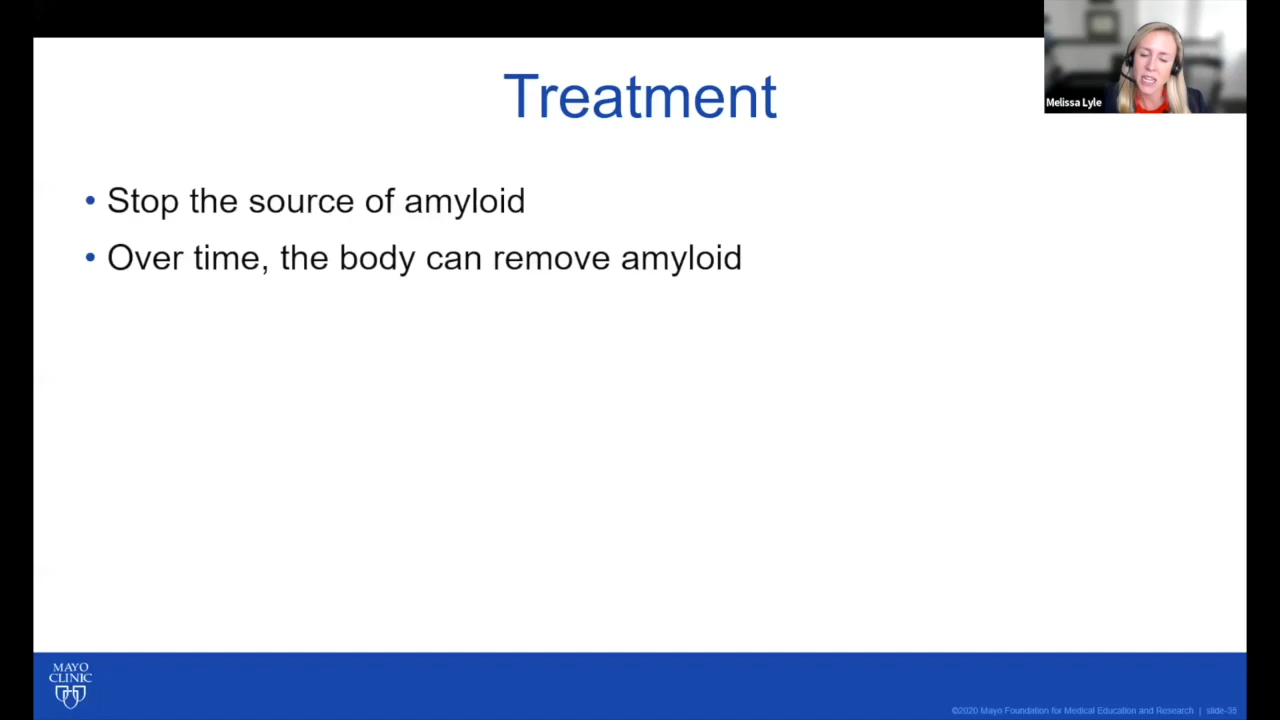 Treatment
Melissa Lyle
• Stop the source of amyloid
• Over time, the body can remove amyloid
MAYO
CLINIC
©2020 Mayo Foundation for Medical Education and Research | slide-35